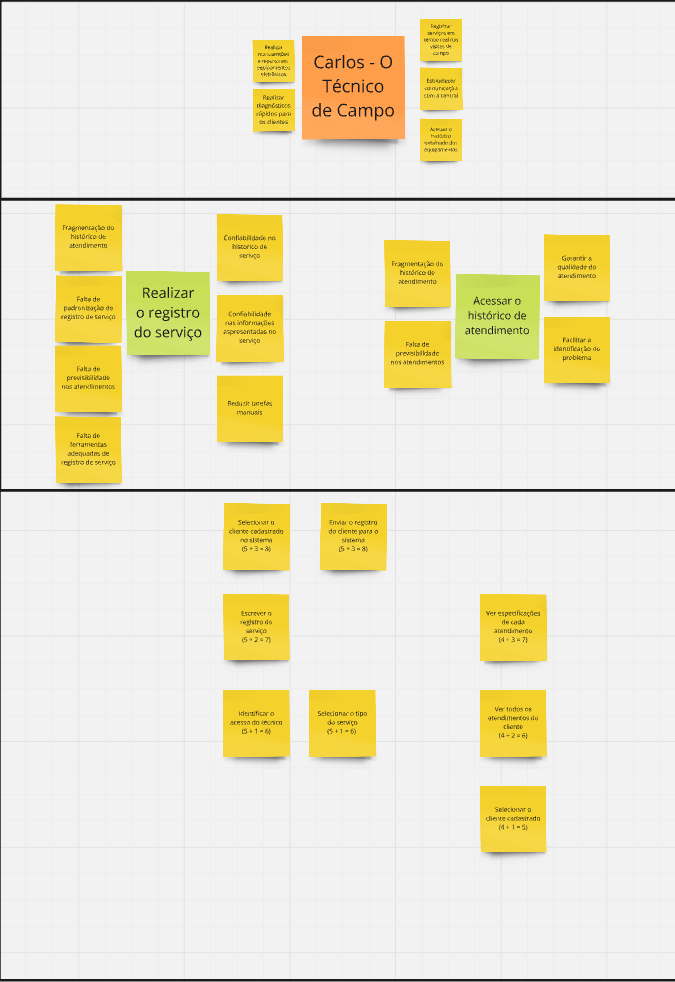 Realizar
manutenções
e reparos em
equipamentos
eletrônicos
Realizar
diagnósticos
rápidos para
os clientes
Carlos - O
Técnico
de Campo
Registrar
serviços em
tempo real nas
visitas de
campo
Estabelecer
comunicação
com a central
Acessar o
histórico
detalhado dos
equipamentos
Fragmentação do
histórico de
atendimento
Falta de
padronização do
registro de serviço
Falta de
previsibilidade
nos atendimentos
Falta de
ferramentas
adequadas de
registro de serviço
Realizar
o registro
do serviço
Confiabilidade no
historico de
serviço
Confiabilidade
nas informações
aspresentadas no
serviço
Reduzir tarefas
manuais
Fragmentação do
histórico de
atendimento
Falta de
previsibilidade
nos atendimentos
Acessar o
histórico de
atendimento
Garantir a
qualidade do
atendimento
Facilitar a
identificação do
problema
Selecionar o
cliente cadastrado
no sistema
(5 + 3 = 8)
Enviar o registro
do cliente para o
sistema
(5 + 3 = 8)
Escrever o
registro do
serviço
(5 + 2 = 7)
Ver especificações
de cada
atendimento
(4 + 3 = 7)
Identificar o
acesso do técnico
(5 + 1 = 6)
Selecionar o tipo
do serviço
(5 + 1 = 6)
Ver todos os
atendimentos do
cliente
(4 + 2 = 6)
Selecionar o
cliente cadastrado
(4 + 1 = 5)